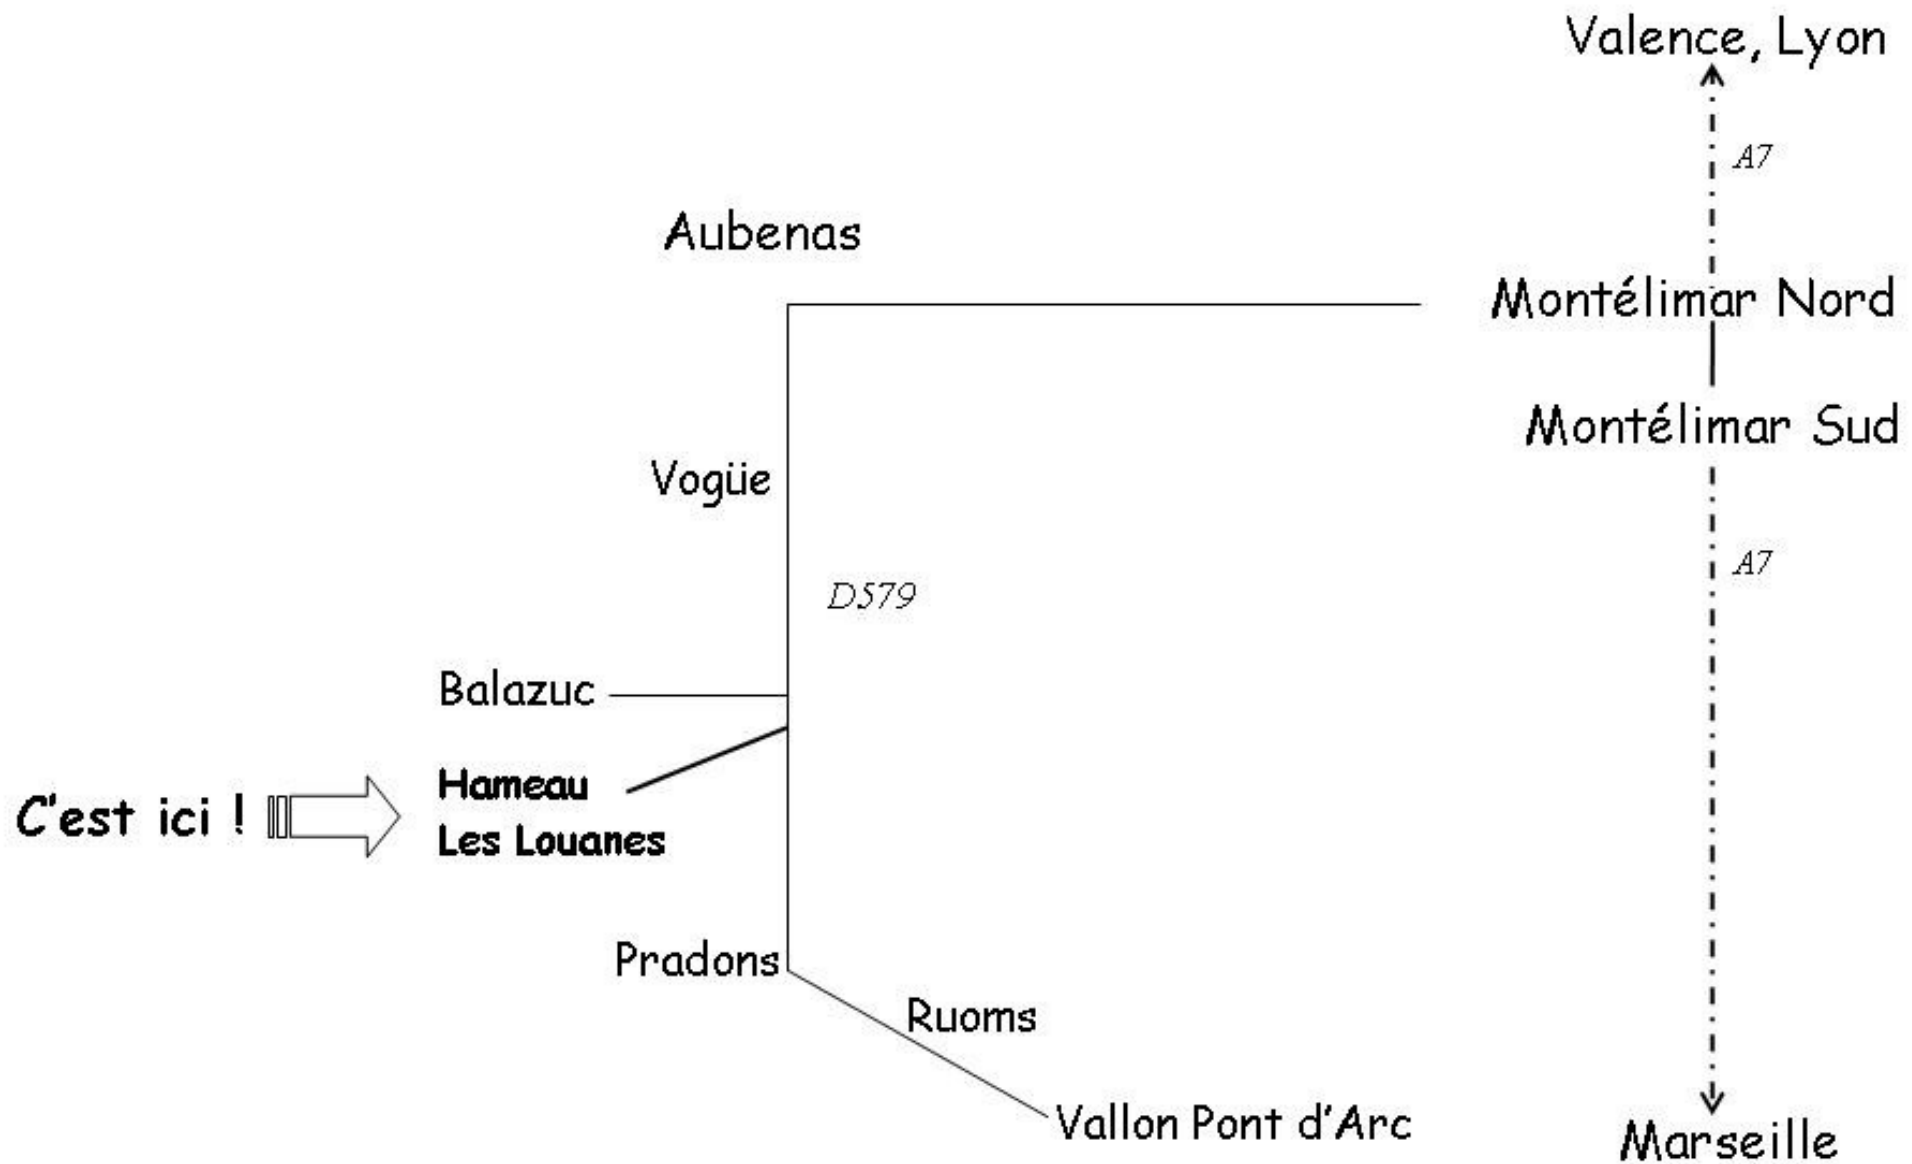 Valence, Lyon
A7
Aubenas
Montélimar Nord
Montélimar Sud
Vogüe
A7
D579
Balazuc
Hameau
Les Louanes
C'est ici !
Pradons
Ruoms
Vallon Pont d'Arc
Marseille